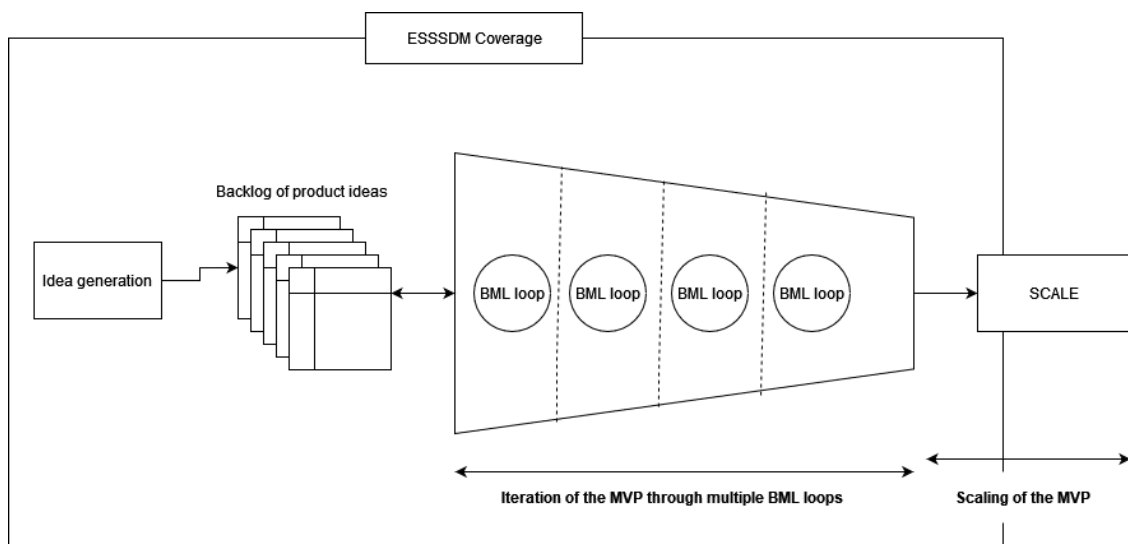 ESSSDM Coverage
Backlog of product ideas
Idea generation
BML loop
BML loop
BML loop
BML loop
SCALE
Iteration of the MVP through multiple BML loops
Scaling of the MVP